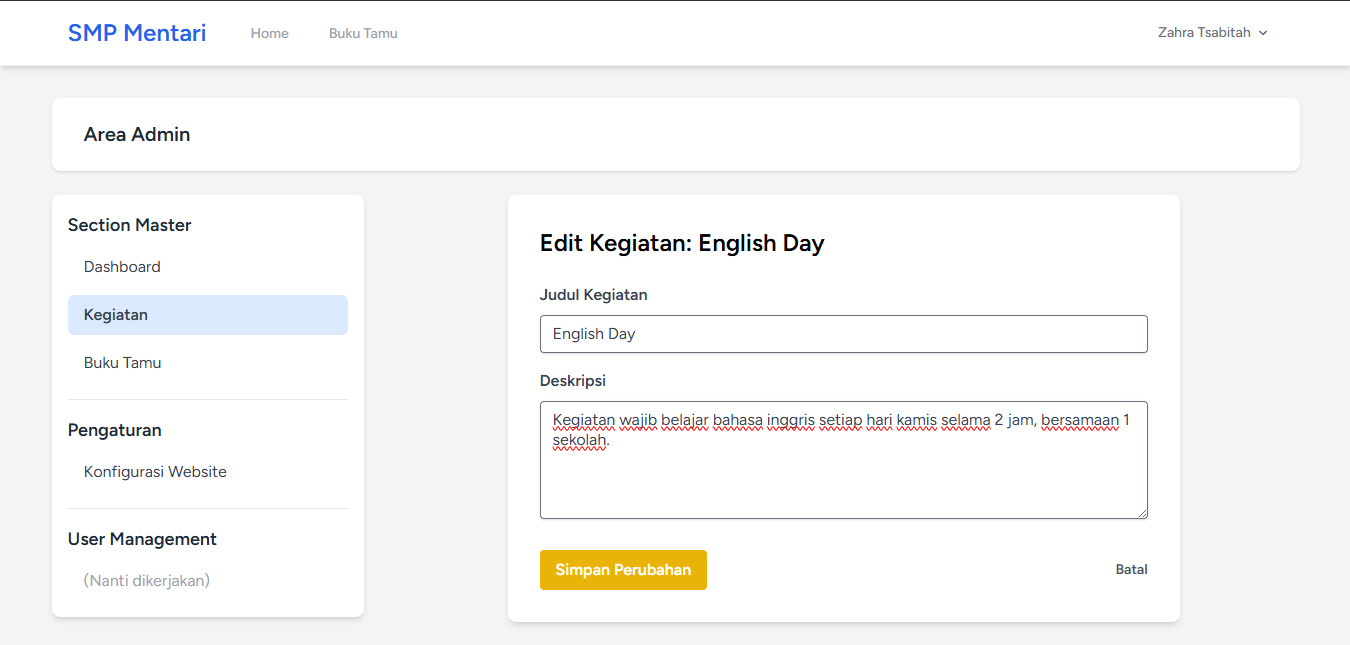 SMP Mentari
Home
Buku Tamu
Zahra Tsabitah
Area Admin
Section Master
Dashboard
Kegiatan
Buku Tamu
Pengaturan
Konfigurasi Website
User Management
(Nanti dikerjakan)
Edit Kegiatan: English Day
Judul Kegiatan
English Day
Deskripsi
Kegiatan wajib belajar bahasa inggris setiap hari kamis selama 2 jam, bersamaan 1
sekolah.
Simpan Perubahan
Batal